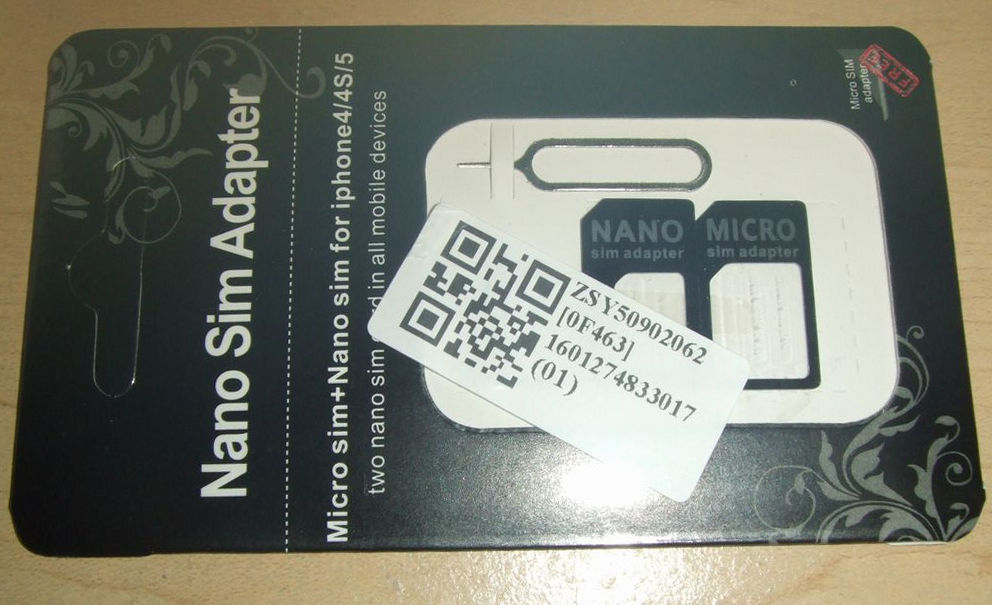 Nano Sim Adapter
Micro sim+Nano sim for iphone4/4S/5
two nano sim in all mobile devices
Micro SIM
adapter
FREE
NANO
sim adapter
MICRO
sim adapter
ZSY50902062
[0F463]
1601274833017
(01)